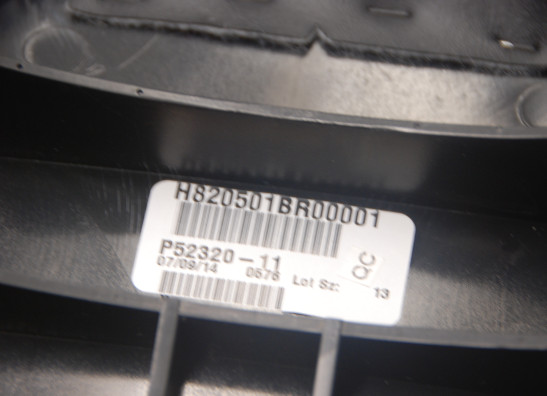 H820501BR00001
P52320-11
07/09/14 0576 Lot Sz: 13
QC